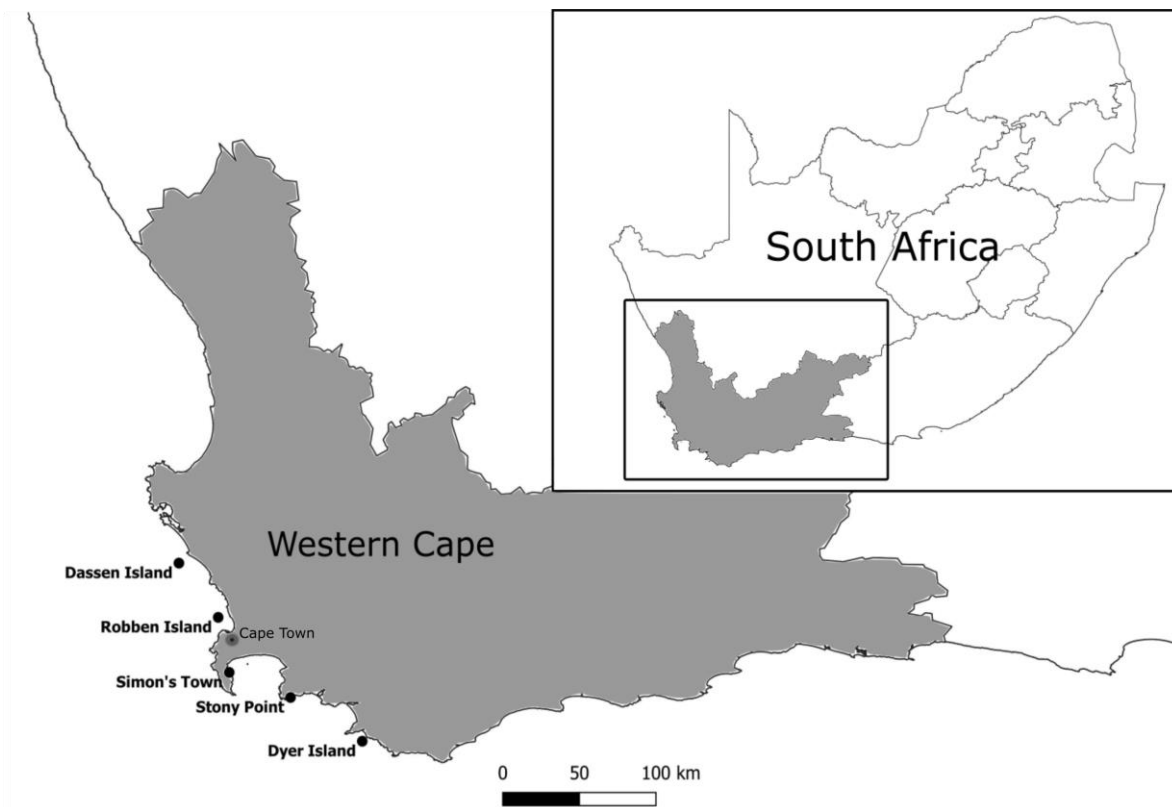 South Africa
Western Cape
Dassen Island
Robben Island
Cape Town
Simon's Town
Stony Point
Dyer Island
0 50 100 km